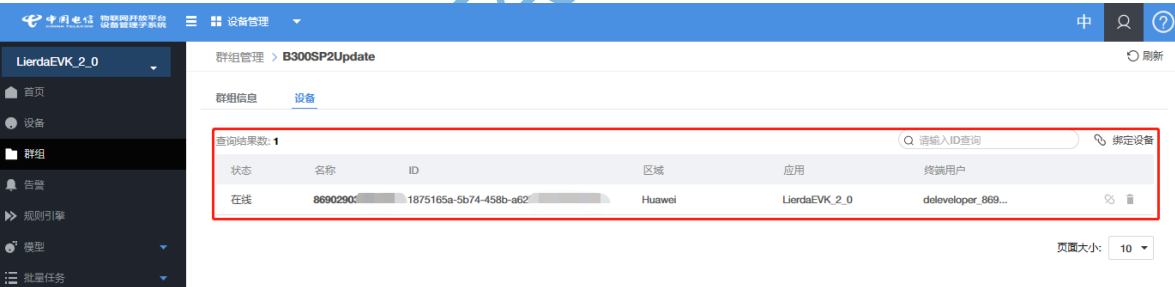 中国电信 物联网开放平台
CHINA TELECOM 设备管理子系统
设备管理
中
LierdaEVK_2_0
首页
设备
群组
告警
规则引擎
模型
批量任务
群组管理 > B300SP2Update
刷新
群组信息 设备
查询结果数: 1
请输入ID查询
绑定设备
状态 名称 ID 区域 应用 终端用户
在线 8690290 1875165a-5b74-458b-a62 Huawei LierdaEVK_2_0 deleveloper_869...
页面大小: 10